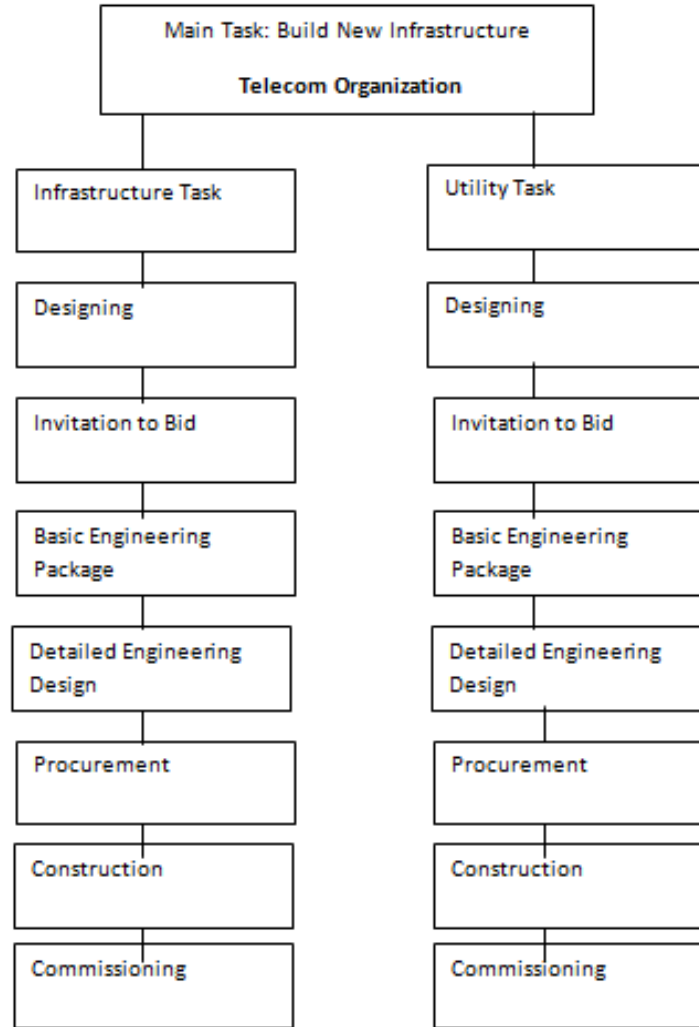 Main Task: Build New Infrastructure
Telecom Organization
Infrastructure Task
Designing
Invitation to Bid
Basic Engineering
Package
Detailed Engineering
Design
Procurement
Construction
Commissioning
Utility Task
Designing
Invitation to Bid
Basic Engineering
Package
Detailed Engineering
Design
Procurement
Construction
Commissioning